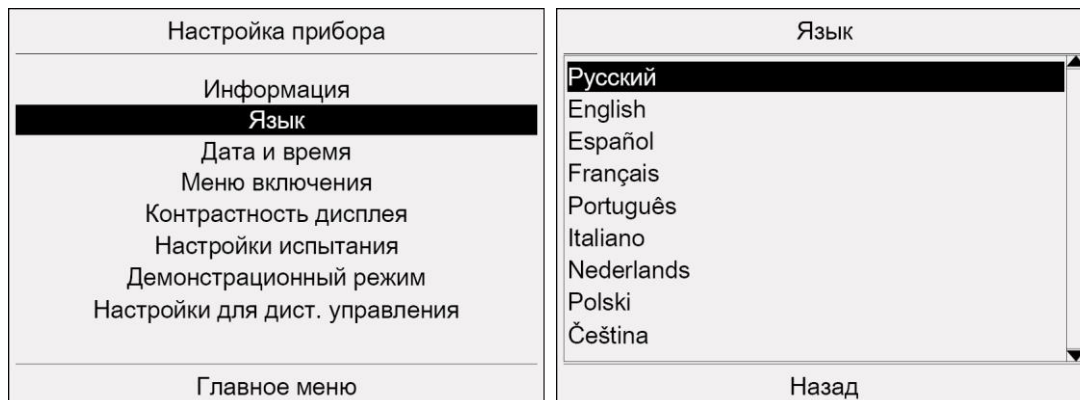 Настройка прибора
Информация
Язык
Дата и время
Меню включения
Контрастность дисплея
Настройки испытания
Демонстрационный режим
Настройки для дист. управления
Главное меню
Язык
Русский
English
Español
Français
Português
Italiano
Nederlands
Polski
Čeština
Назад